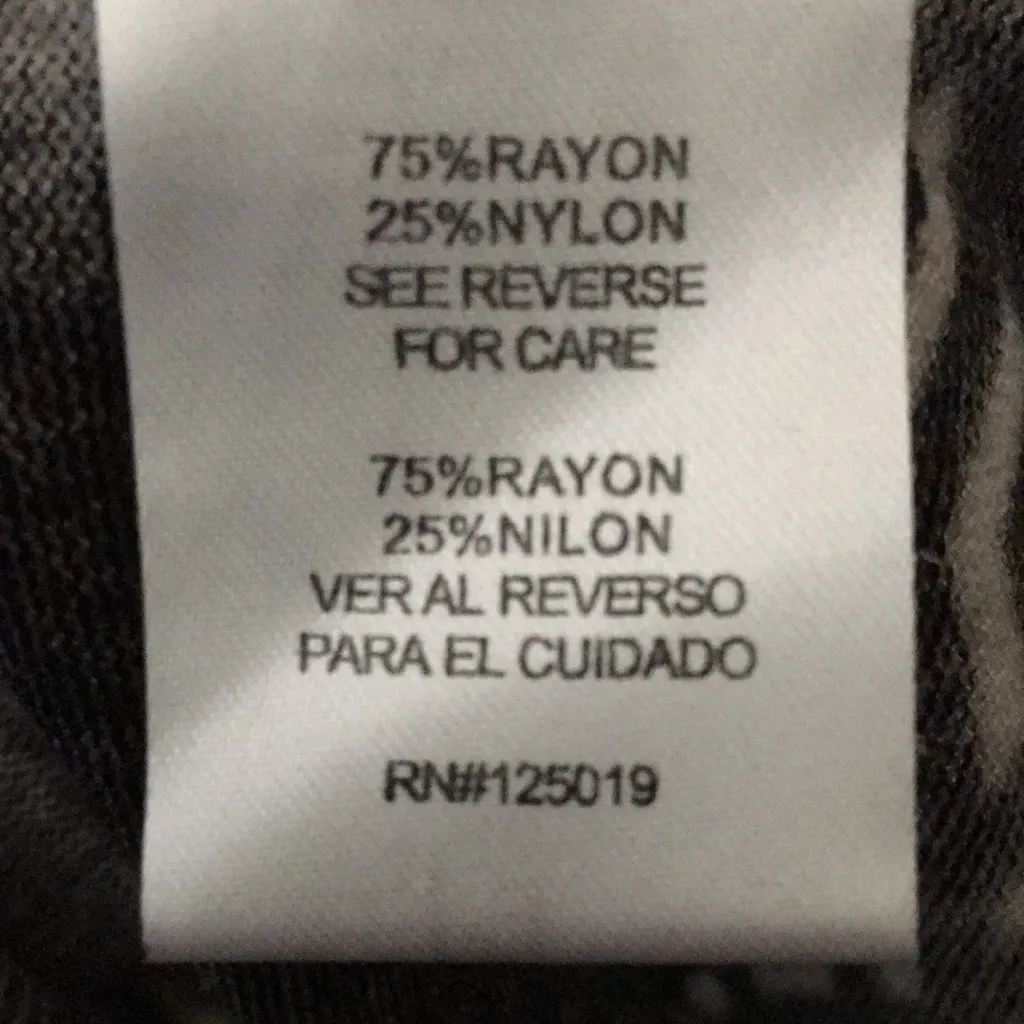 75%RAYON
25%NYLON
SEE REVERSE
FOR CARE
75%RAYON
25%NILON
VER AL REVERSO
PARA EL CUIDADO
RN#125019